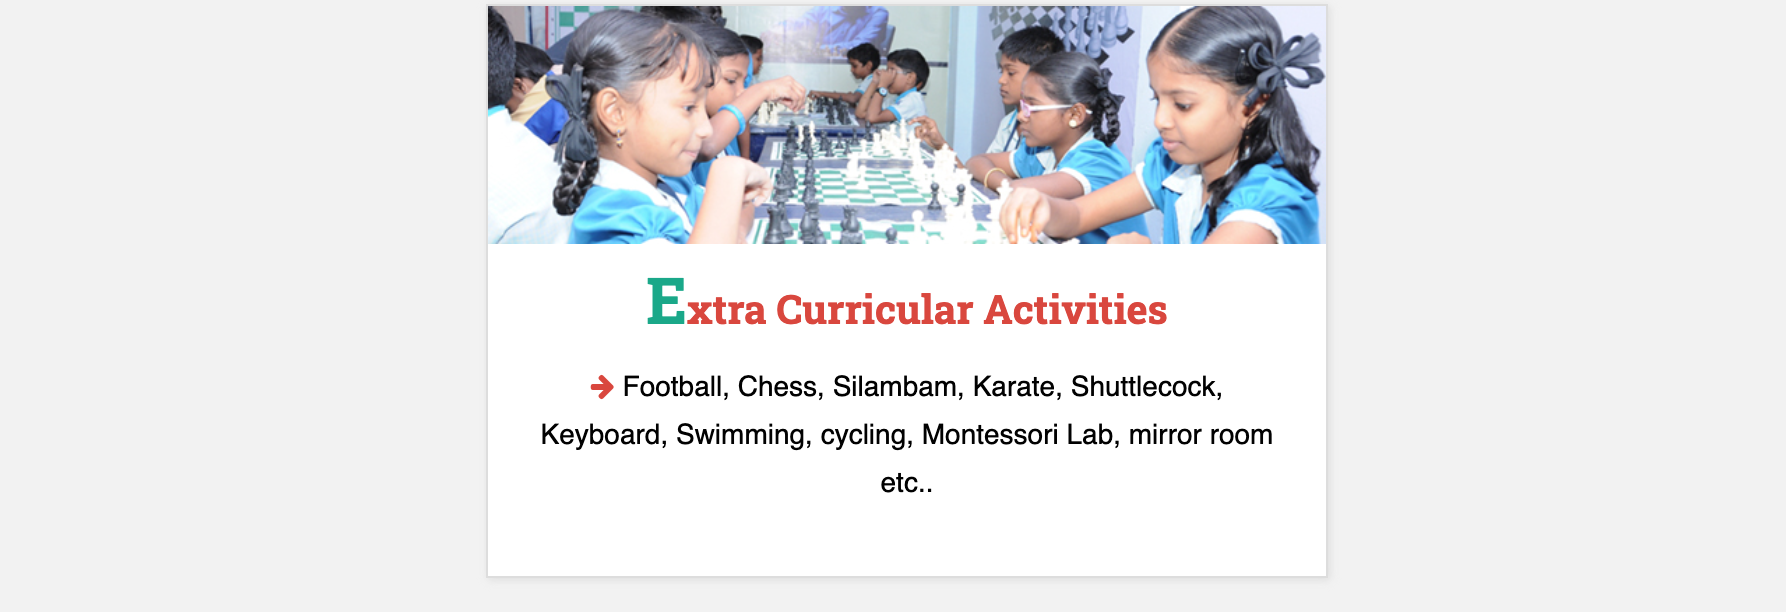 Extra Curricular Activities
Football, Chess, Silambam, Karate, Shuttlecock,
Keyboard, Swimming, cycling, Montessori Lab, mirror room
etc..